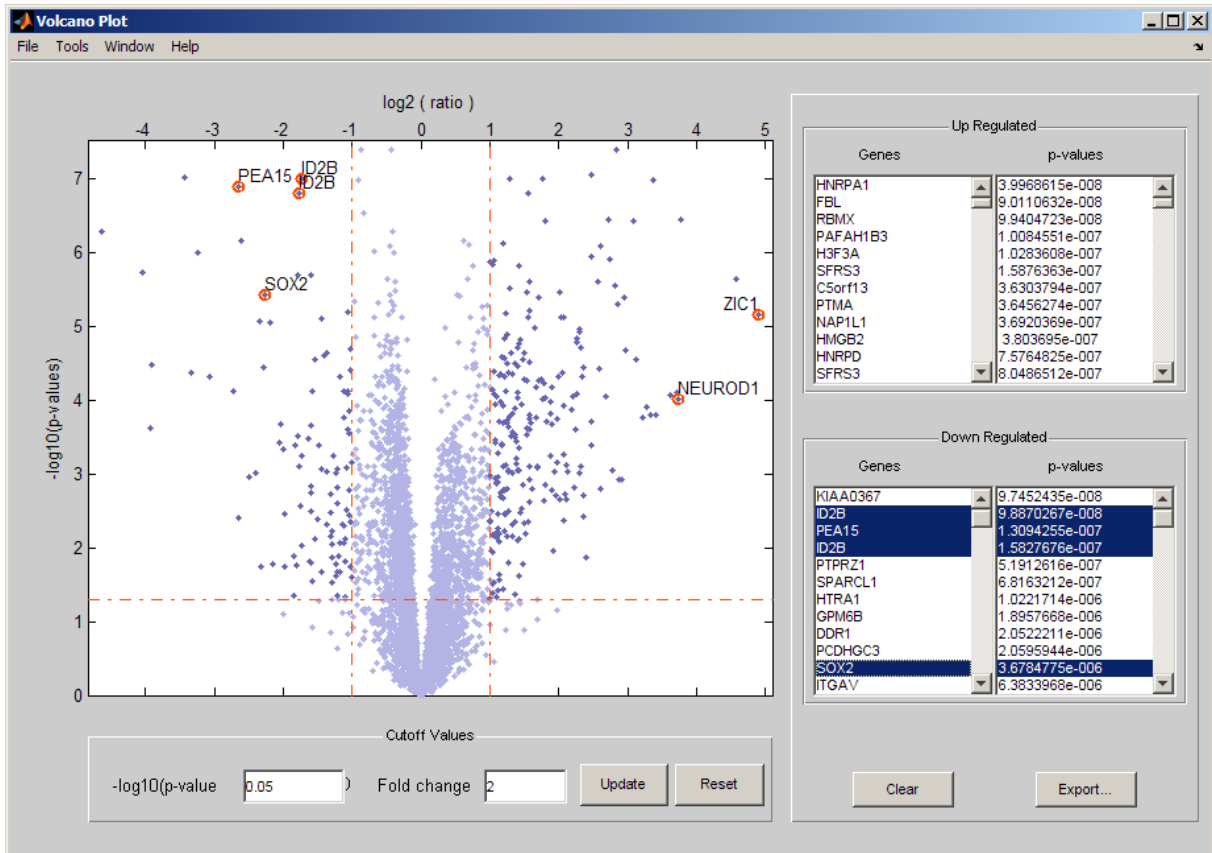 Volcano Plot
File Tools Window Help
log2 ( ratio )
-4 -3 -2 -1 0 1 2 3 4 5
7
6
5
4
3
2
1
0
-log10(p-values)
PEA15
ID2B
ID2B
SOX2
ZIC1
NEUROD1
Cutoff Values
-log10(p-value 0.05 ) Fold change 2 Update Reset
Up Regulated
Genes p-values
HNRPA1 3.9968615e-008
FBL 9.0110632e-008
RBMX 9.9404723e-008
PAFAH1B3 1.0084551e-007
H3F3A 1.0283608e-007
SFRS3 1.5876363e-007
C5orf13 3.6303794e-007
PTMA 3.6456274e-007
NAP1L1 3.6920369e-007
HMGB2 3.803695e-007
HNRPD 7.5764825e-007
SFRS3 8.0486512e-007
Down Regulated
Genes p-values
KIAA0367 9.7452435e-008
ID2B 9.8870267e-008
PEA15 1.3094255e-007
ID2B 1.5827676e-007
PTPRZ1 5.1912616e-007
SPARCL1 6.8163212e-007
HTRA1 1.0221714e-006
GPM6B 1.8957668e-006
DDR1 2.0522211e-006
PCDHGC3 2.0595944e-006
SOX2 3.6784775e-006
ITGAV 6.3833968e-006
Clear Export...